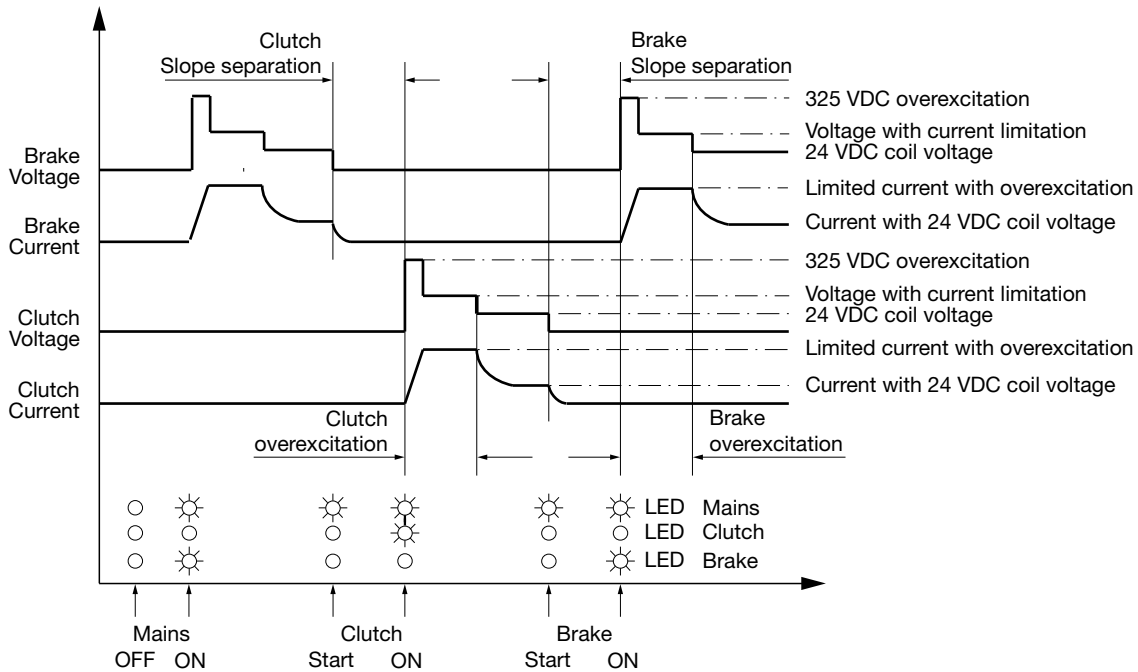 Clutch
Slope separation
Brake
Slope separation
325 VDC overexcitation
Voltage with current limitation
24 VDC coil voltage
Brake
Voltage
Limited current with overexcitation
Brake
Current
Current with 24 VDC coil voltage
325 VDC overexcitation
Voltage with current limitation
24 VDC coil voltage
Clutch
Voltage
Limited current with overexcitation
Clutch
Current
Current with 24 VDC coil voltage
Clutch
overexcitation
Brake
overexcitation
LED Mains
LED Clutch
LED Brake
Mains
OFF ON
Clutch
Start ON
Brake
Start ON